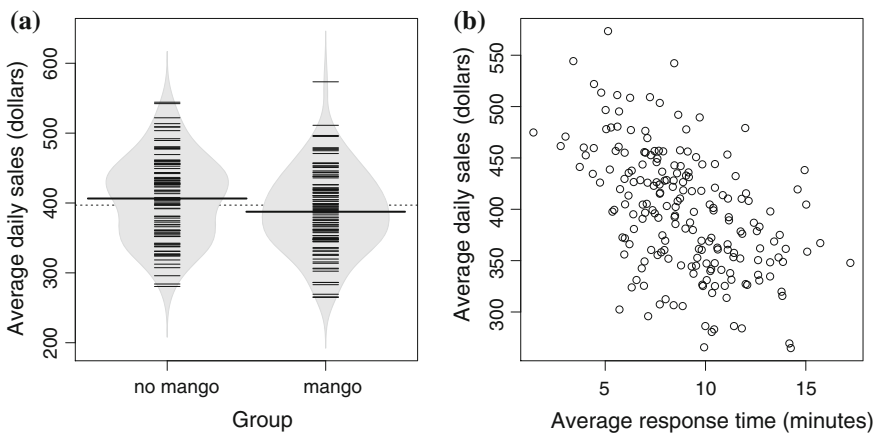 (a)
Average daily sales (dollars)
600
500
400
300
200
no mango
mango
Group
(b)
Average daily sales (dollars)
550
500
450
400
350
300
5
10
15
Average response time (minutes)